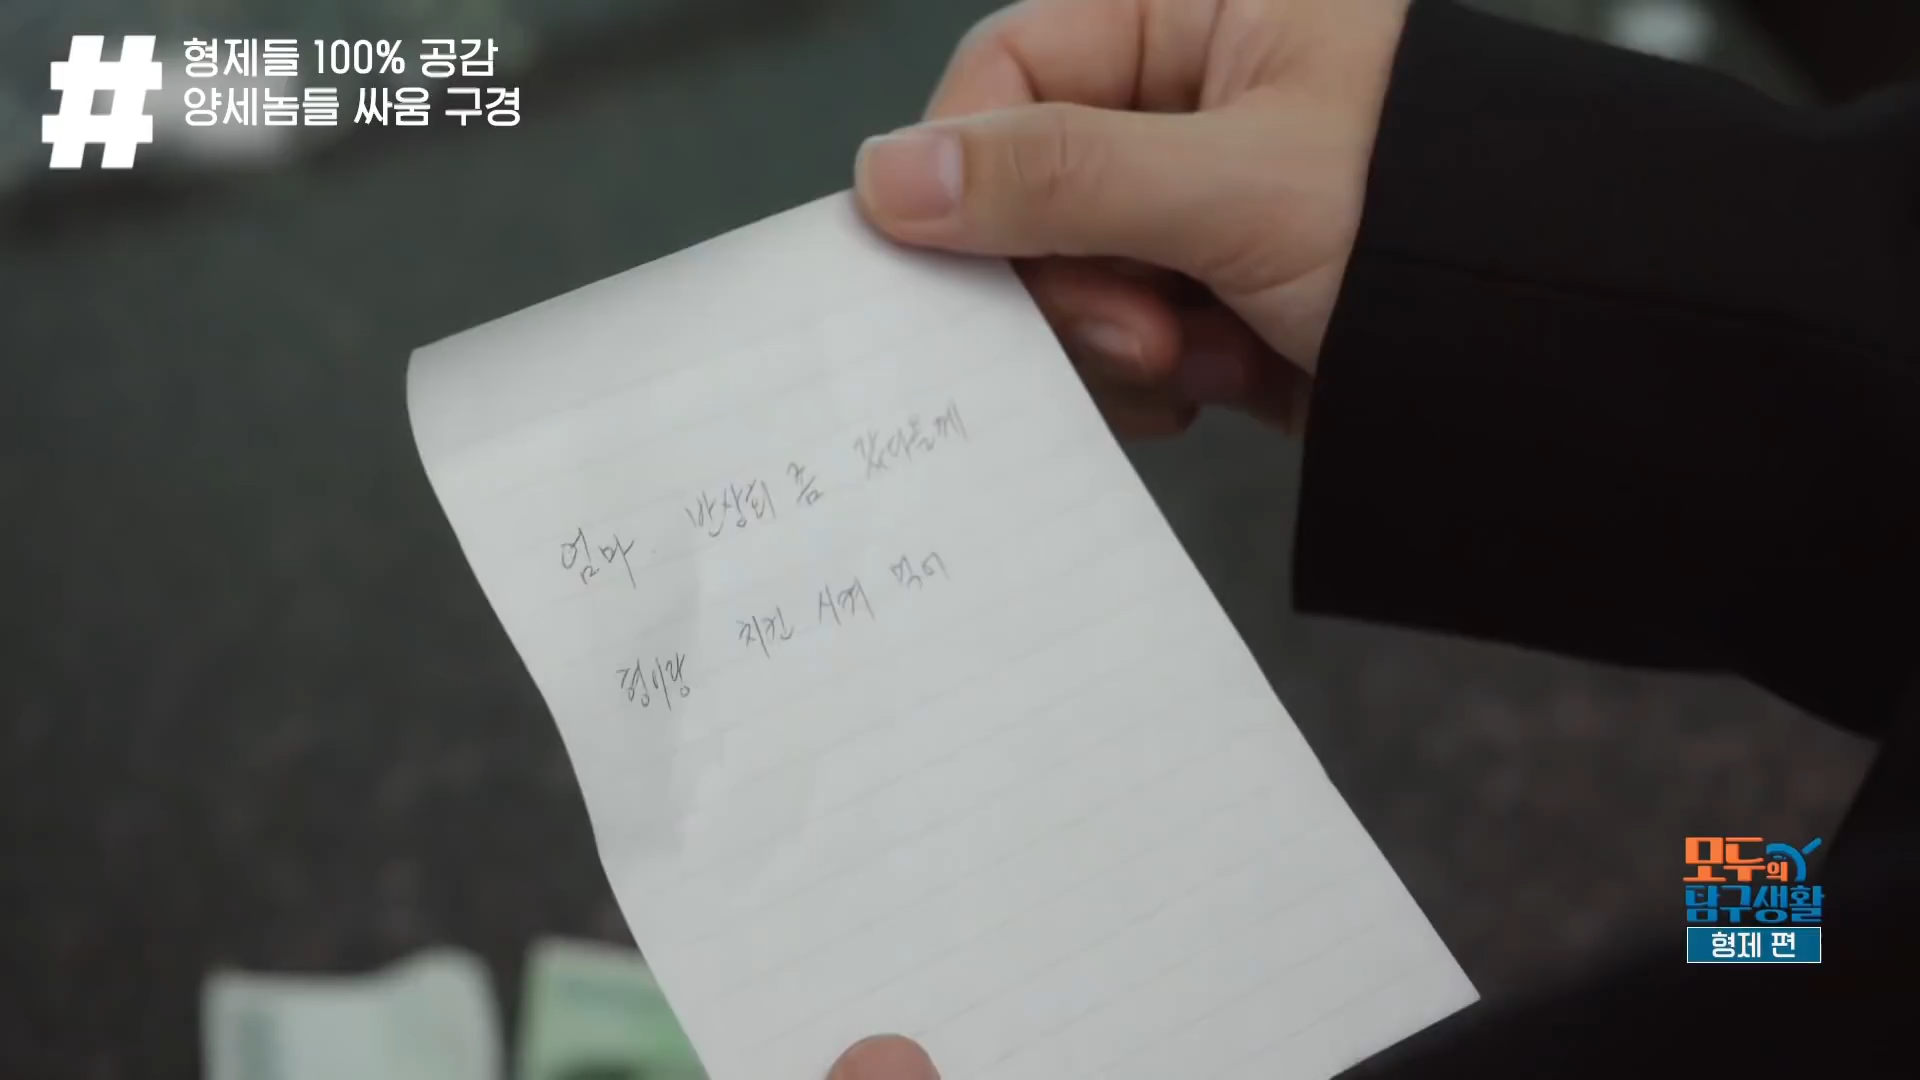 형제들 100% 공감
양세놈들 싸움 구경
엄마 반상회 좀 갔다올께
형이랑 치킨 시켜 먹어
모두의
탐구생활
형제 편